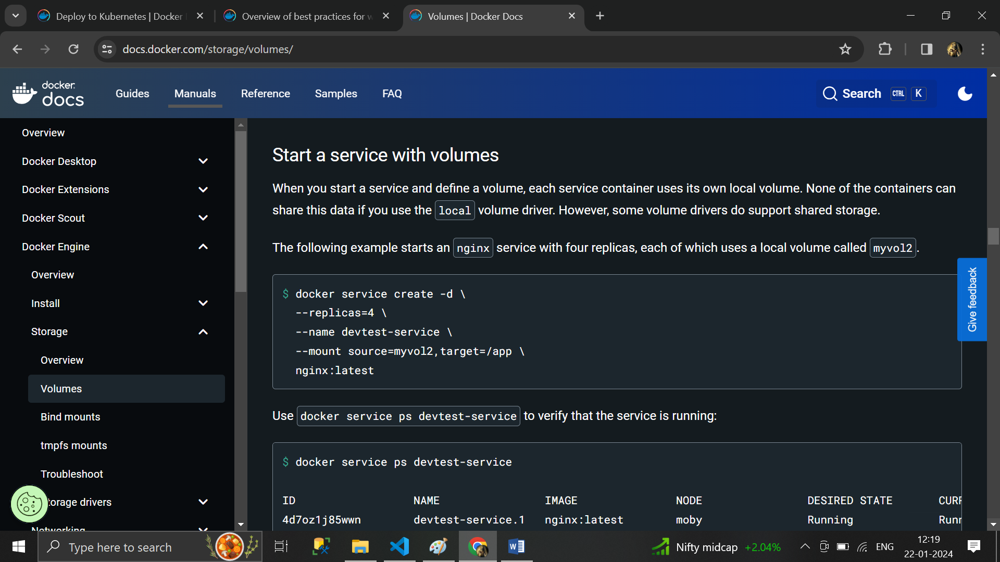 Deploy to Kubernetes | Docker
Overview of best practices for w
Volumes | Docker Docs
docs.docker.com/storage/volumes/
docker
docs
Guides
Manuals
Reference
Samples
FAQ
Search
CTRL
K
Overview
Docker Desktop
Docker Extensions
Docker Scout
Docker Engine
Overview
Install
Storage
Overview
Volumes
Bind mounts
tmpfs mounts
Troubleshoot
torage drivers
Networking
Start a service with volumes
When you start a service and define a volume, each service container uses its own local volume. None of the containers can
share this data if you use the local volume driver. However, some volume drivers do support shared storage.
The following example starts an nginx service with four replicas, each of which uses a local volume called myvol2.
$ docker service create -d \
--replicas=4 \
--name devtest-service \
--mount source=myvol2,target=/app \
nginx:latest
Use docker service ps devtest-service to verify that the service is running:
$ docker service ps devtest-service
ID NAME IMAGE NODE DESIRED STATE CURR
4d7oz1j85wwn devtest-service.1 nginx:latest moby Running Runn
Give feedback
Type here to search
Nifty midcap +2.04%
ENG
12:19
22-01-2024